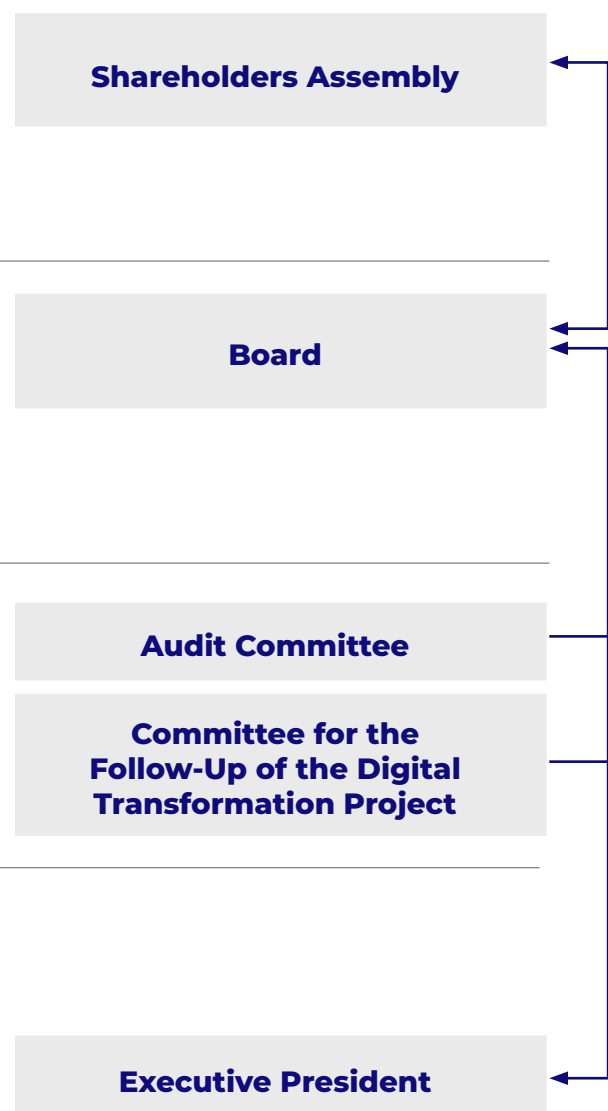 Shareholders Assembly
Board
Audit Committee
Committee for the
Follow-Up of the Digital
Transformation Project
Executive President